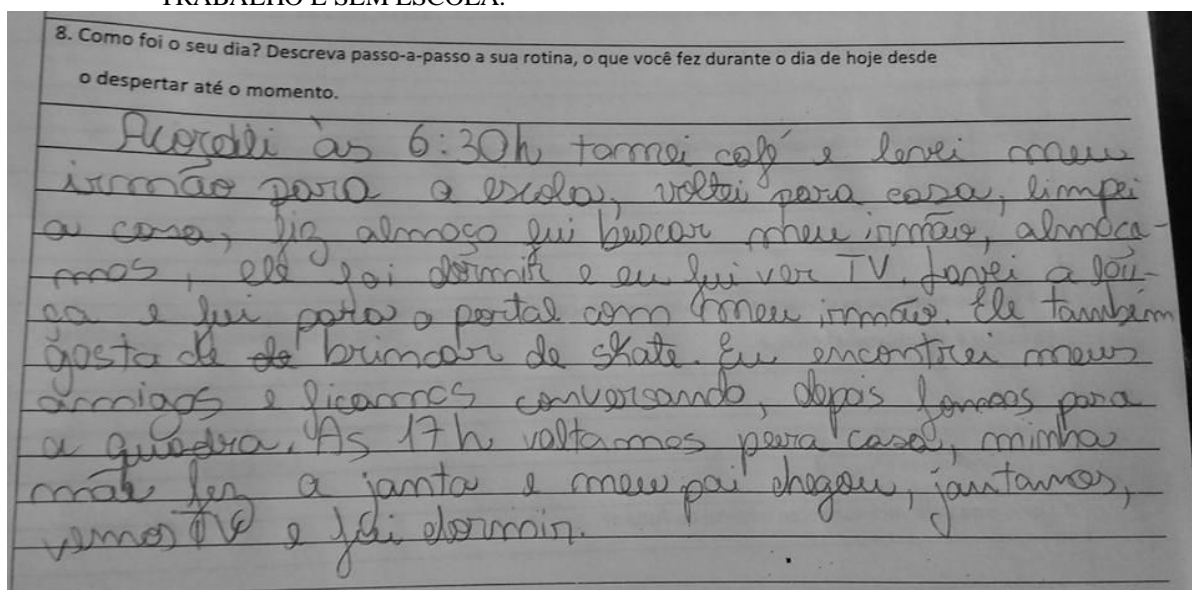 TRABALHO E SEM ESCOLA.
8. Como foi o seu dia? Descreva passo-a-passo a sua rotina, o que você fez durante o dia de hoje desde
o despertar até o momento.
Acordei às 6:30h tomei café e levei meu
irmão para a escola, voltei para casa, limpei
a casa, fiz almoço fui buscar meu irmão, almoça-
mos, ele foi dormir e eu fui ver TV. Lavei a lou-
ça e fui para o portal com meu irmão. Ele também
gosta de de brincar de skate. Eu encontrei meus
amigos e ficamos conversando, depois fomos para
a quadra. As 17h voltamos para casa, minha
mãe fez a janta e meu pai chegou, jantamos,
vemos TV e foi dormir.